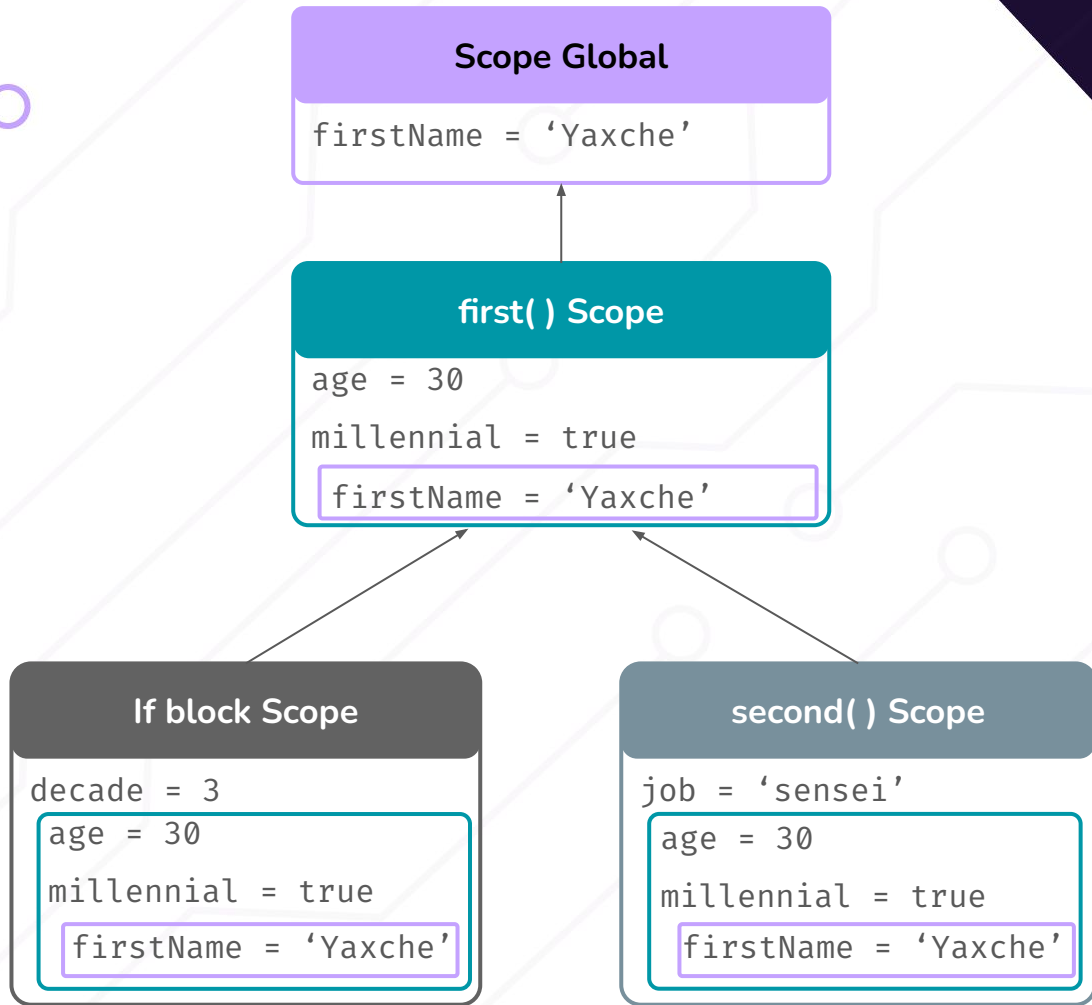 Scope Global
firstName = ‘Yaxche’
first( ) Scope
age = 30
millennial = true
firstName = ‘Yaxche’
If block Scope
decade = 3
age = 30
millennial = true
firstName = ‘Yaxche’
second( ) Scope
job = ‘sensei’
age = 30
millennial = true
firstName = ‘Yaxche’